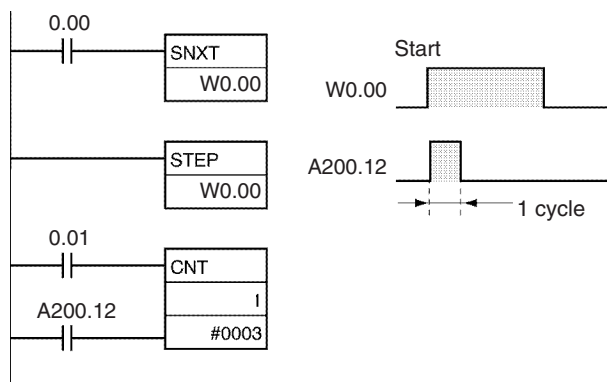 0.00
SNXT
W0.00
STEP
W0.00
0.01
CNT
1
A200.12
#0003
Start
W0.00
A200.12
1 cycle